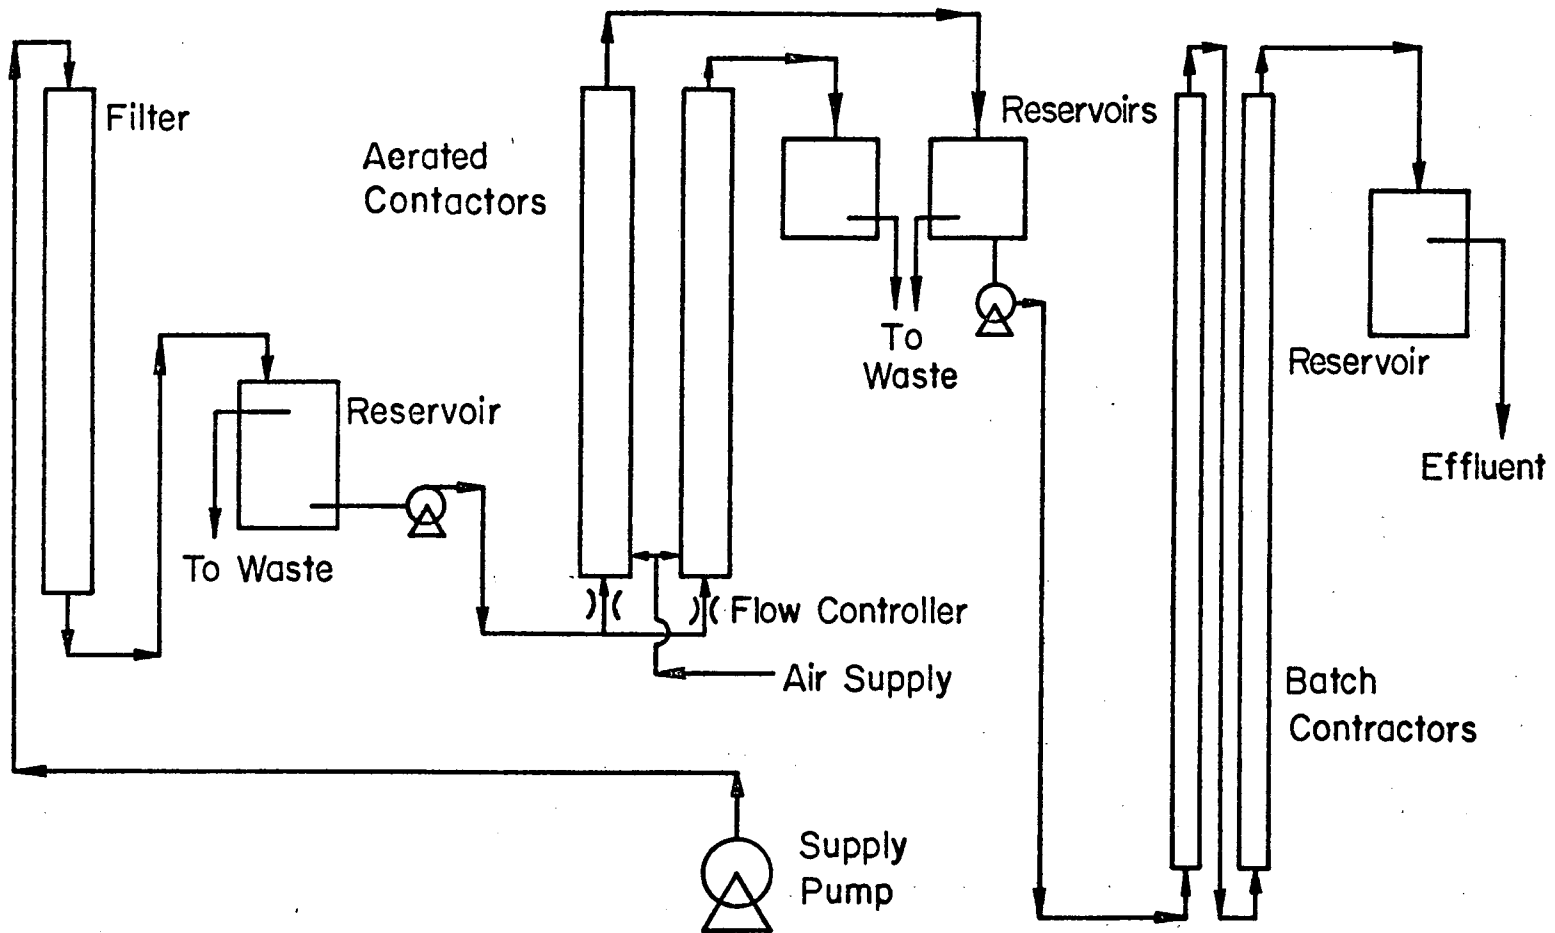 Filter
Aerated
Contactors
Reservoirs
To
Waste
Reservoir
Reservoir
Effluent
To Waste
Flow Controller
Air Supply
Batch
Contractors
Supply
Pump